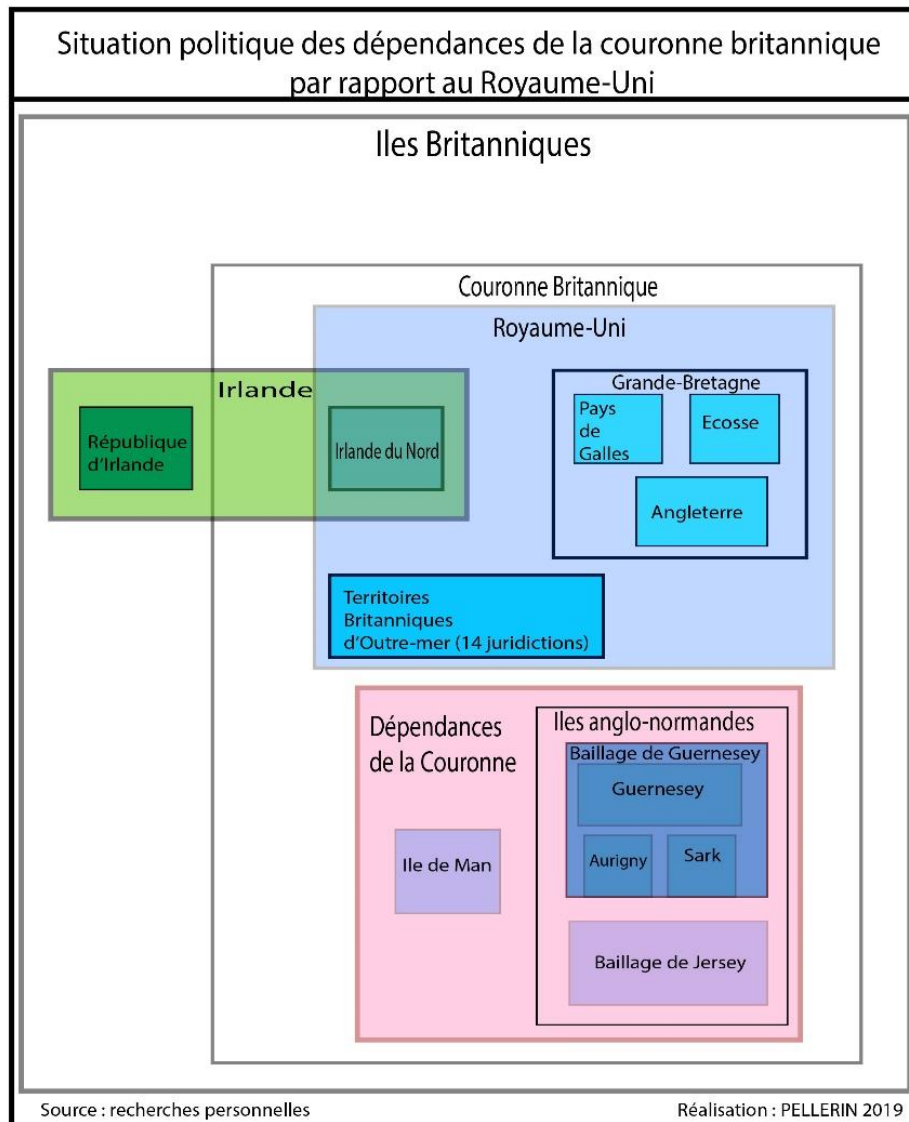 Situation politique des dépendances de la couronne britannique
par rapport au Royaume-Uni
Iles Britanniques
Couronne Britannique
Royaume-Uni
Irlande
République
d'Irlande
Irlande du Nord
Grande-Bretagne
Pays
de
Galles
Ecosse
Angleterre
Territoires
Britanniques
d'Outre-mer (14 juridictions)
Dépendances
de la Couronne
Ile de Man
Iles anglo-normandes
Baillage de Guernesey
Guernesey
Aurigny
Sark
Baillage de Jersey
Source : recherches personnelles
Réalisation : PELLERIN 2019